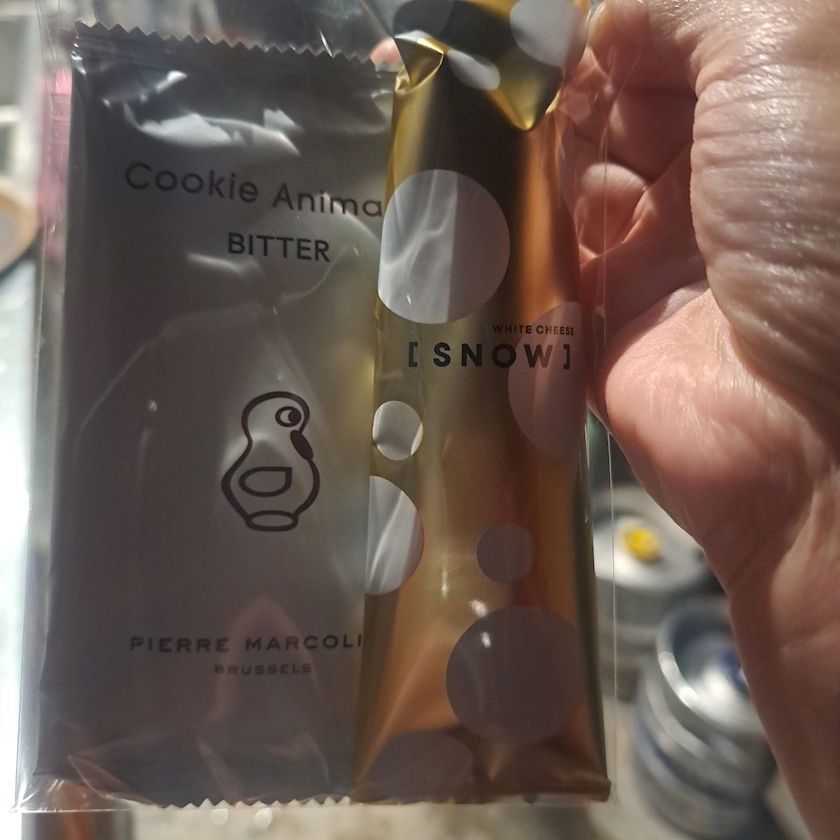 Cookie Anima
BITTER
PIERRE MARCOLI
BRUSSELS
WHITE CHEESE
[ SNOW ]